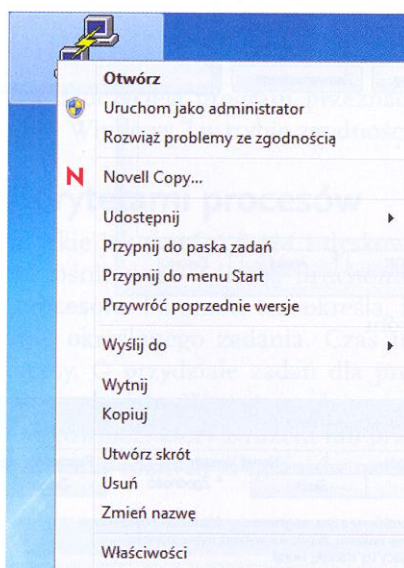 Otwórz
Uruchom jako administrator
Rozwiąż problemy ze zgodnością
N Novell Copy...
Udostępnij
Przypnij do paska zadań
Przypnij do menu Start
Przywróć poprzednie wersje
Wyślij do
Wytnij
Kopiuj
Utwórz skrót
Usuń
Zmień nazwę
Właściwości